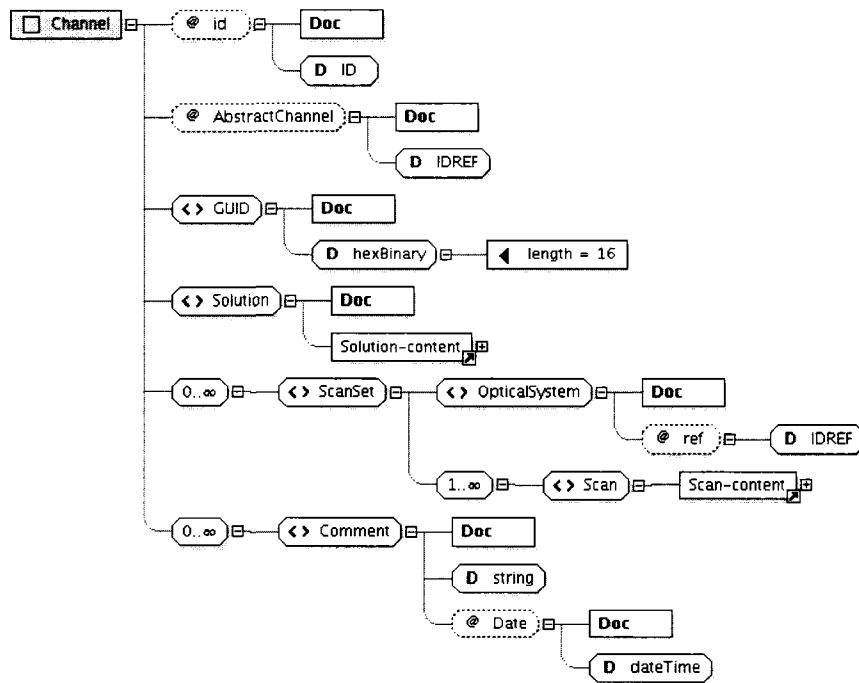 Channel @ id Doc
D ID
@ AbstractChannel Doc
D IDREF
<> GUID Doc
D hexBinary length = 16
<> Solution Doc
Solution-content
0..∞ <> ScanSet <> OpticalSystem Doc
@ ref D IDREF
1..∞ <> Scan Scan-content
0..∞ <> Comment Doc
D string
@ Date Doc
D dateTime